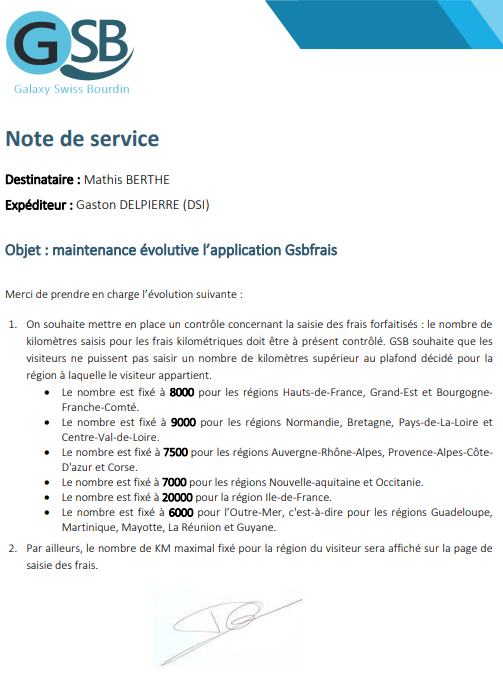 GSB
Galaxy Swiss Bourdin
Note de service
Destinataire : Mathis BERTHE
Expéditeur : Gaston DELPIERRE (DSI)
Objet : maintenance évolutive l’application Gsbfrais
Merci de prendre en charge l’évolution suivante :
1. On souhaite mettre en place un contrôle concernant la saisie des frais forfaitisés : le nombre de
kilomètres saisis pour les frais kilométriques doit être à présent contrôlé. GSB souhaite que les
visiteurs ne puissent pas saisir un nombre de kilomètres supérieur au plafond décidé pour la
région à laquelle le visiteur appartient.
• Le nombre est fixé à 8000 pour les régions Hauts-de-France, Grand-Est et Bourgogne-
Franche-Comté.
• Le nombre est fixé à 9000 pour les régions Normandie, Bretagne, Pays-de-La-Loire et
Centre-Val-de-Loire.
• Le nombre est fixé à 7500 pour les régions Auvergne-Rhône-Alpes, Provence-Alpes-Côte-
D'azur et Corse.
• Le nombre est fixé à 7000 pour les régions Nouvelle-aquitaine et Occitanie.
• Le nombre est fixé à 20000 pour la région Ile-de-France.
• Le nombre est fixé à 6000 pour l’Outre-Mer, c'est-à-dire pour les régions Guadeloupe,
Martinique, Mayotte, La Réunion et Guyane.
2. Par ailleurs, le nombre de KM maximal fixé pour la région du visiteur sera affiché sur la page de
saisie des frais.